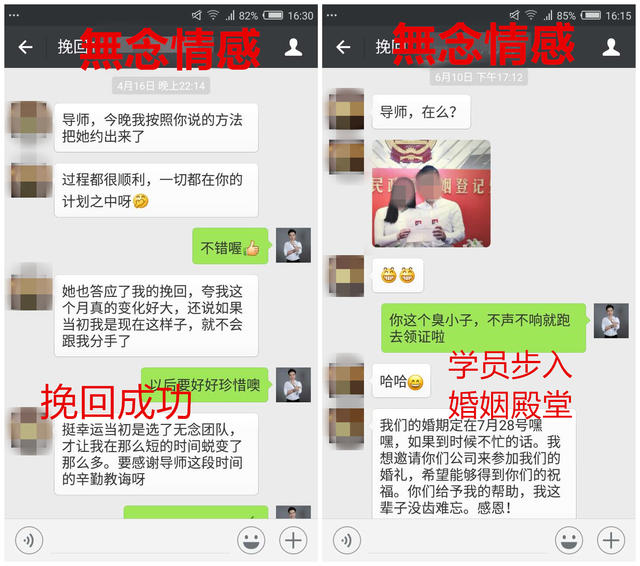 82% 16:30
挽回
無念情感
4月16日 晚上22:14
导师，今晚我按照你说的方法
把她约出来了
过程都很顺利，一切都在你的
计划之中呀
不错喔
她也答应了我的挽回，夸我这
个月真的变化好大，还说如果
当初我是现在这样子，就不会
跟我分手了
以后要好好珍惜噢
挽回成功
挺幸运当初是选了无念团队，
才让我在那么短的时间蜕变了
那么多。要感谢导师这段时间
的辛勤教诲呀
85% 16:15
挽回
無念情感
6月10日 下午17:12
导师，在么？
民政
姻登记
你这个臭小子，不声不响就跑
去领证啦
哈哈
学员步入
婚姻殿堂
我们的婚期定在7月28号嘿
嘿，如果到时候不忙的话。我
想邀请你们公司来参加我们的
婚礼，希望能够得到你们的祝
福。你们给予我的帮助，我这
辈子没齿难忘。感恩！